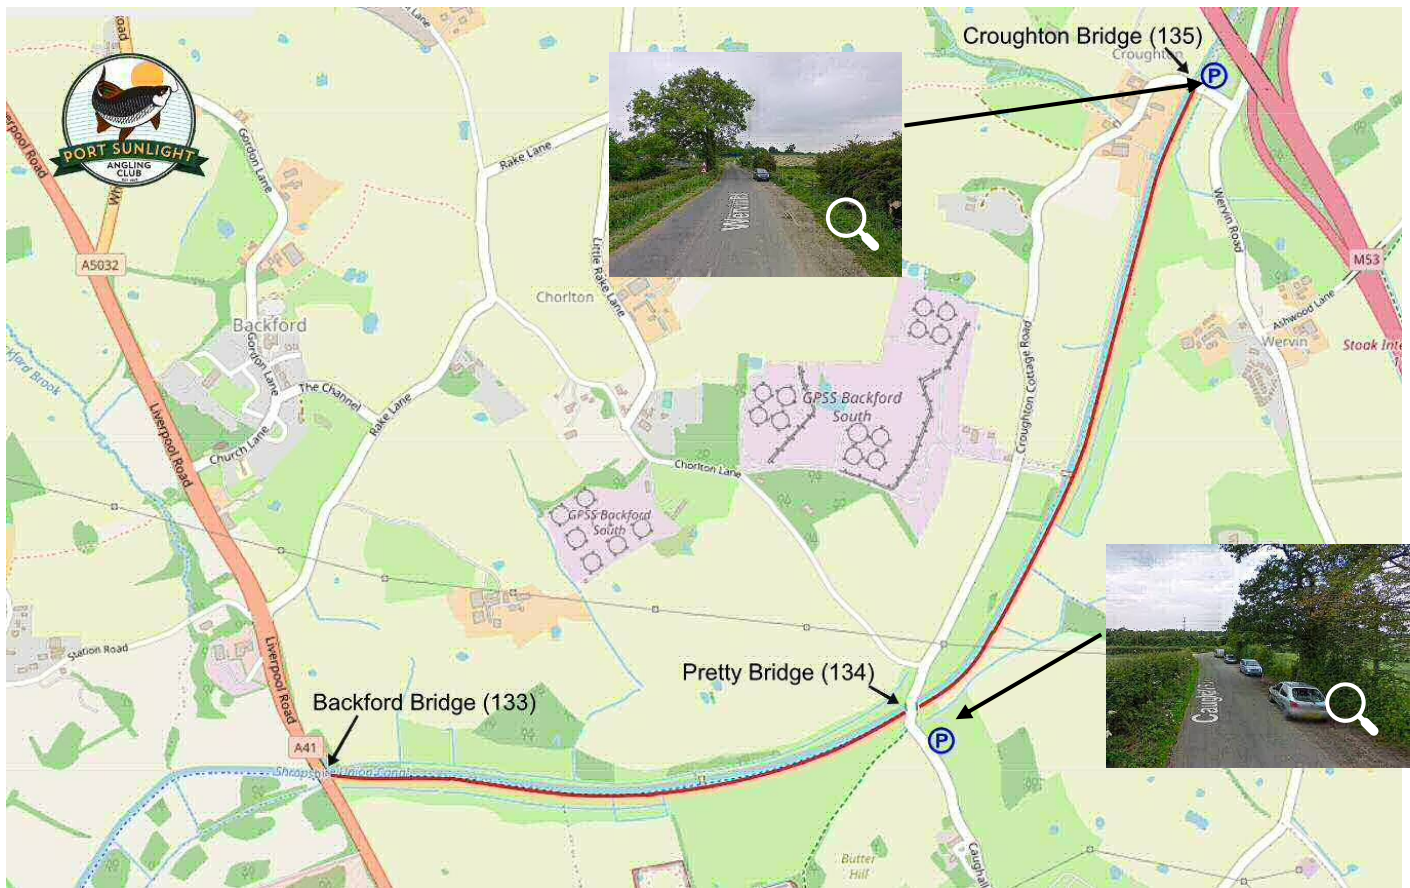 Croughton Bridge (135)
Croughton
P
PORT SUNLIGHT
ANGLING
CLUB
Liverpool Road
Gordon Lane
Rake Lane
Little Rake Lane
Wervin Road
A5032
M53
Chorlton
Ashwood Lane
Backford
Gordon Lane
Wervin
Stoak Inte
Croughton Cottage Road
GPSS Backford
South
The Channel
Rake Lane
Liverpool Road
Church Lane
Chorlton Lane
GPSS Backford
South
Station Road
Liverpool Road
Pretty Bridge (134)
Backford Bridge (133)
P
A41
Shropshire Union Canal
Butter
Hill
Caughall